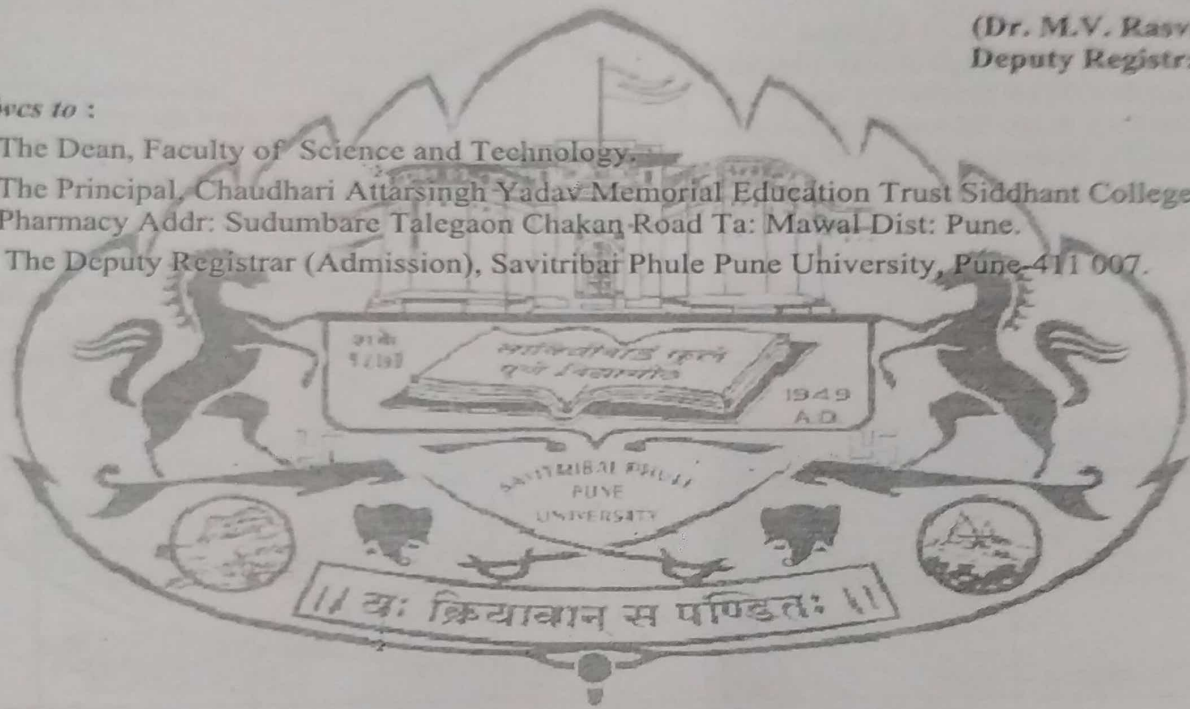 (Dr. M.V. Rasv
Deputy Registr
to :
The Dean, Faculty of Science and Technology.
The Principal, Chaudhari Attarsingh Yadav Memorial Education Trust Siddhant College
Pharmacy Addr: Sudumbare Talegaon Chakan Road Ta: Mawal Dist: Pune.
The Deputy Registrar (Admission), Savitribai Phule Pune University, Pune-411 007.
शके
सावित्रीबाई फुले
पुणे विद्यापीठ
1949
A.D.
SAVITRIBAI PHULE
PUNE
UNIVERSITY
॥ यः क्रियावान स पण्डितः ॥